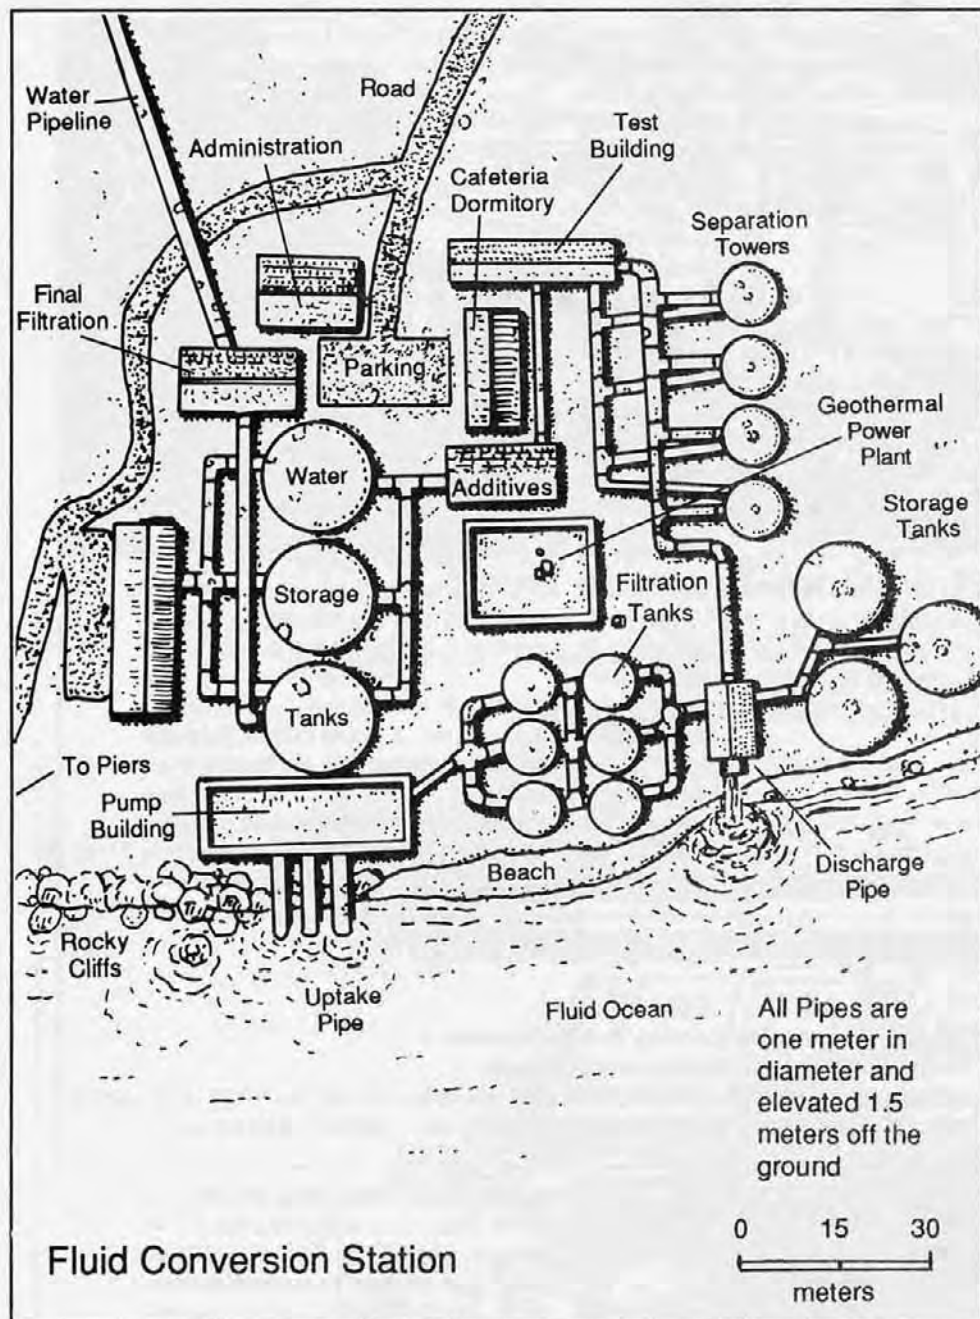 Water
Pipeline
Road
Administration
Test
Building
Cafeteria
Dormitory
Separation
Towers
Final
Filtration
Parking
Geothermal
Power
Plant
Water
Additives
Storage
Tanks
Storage
Filtration
Tanks
Tanks
To Piers
Pump
Building
Beach
Discharge
Pipe
Rocky
Cliffs
Uptake
Pipe
Fluid Ocean
All Pipes are
one meter in
diameter and
elevated 1.5
meters off the
ground
0 15 30
meters
Fluid Conversion Station